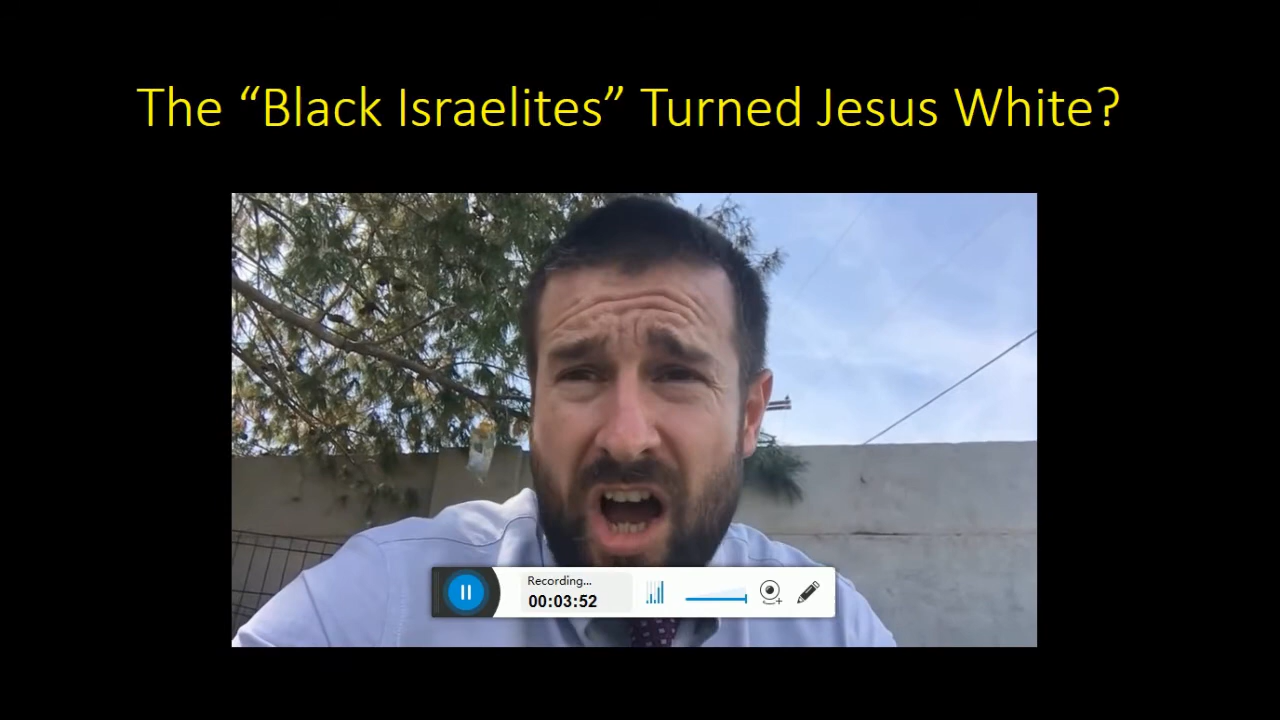 The “Black Israelites” Turned Jesus White?
Recording...
00:03:52